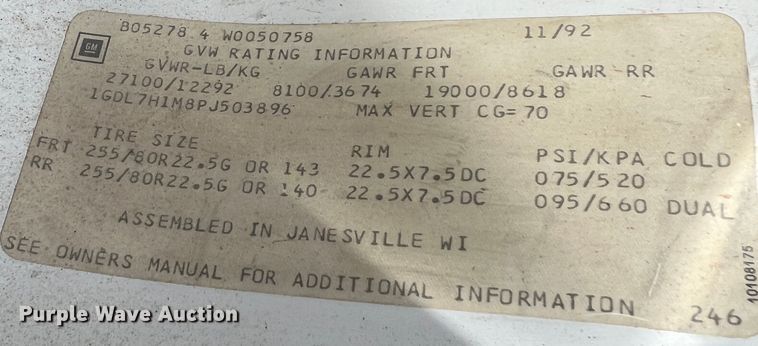 B05278 4 W0050758 11/92
GM
GVW RATING INFORMATION
GVWR-LB/KG GAWR FRT GAWR RR
27100/12292 8100/3674 19000/8618
1GDL7H1M8PJ503896 MAX VERT CG= 70
TIRE SIZE RIM PSI/KPA COLD
FRT 255/80R22.5G OR 143 22.5X7.5DC 075/520
RR 255/80R22.5G OR 140 22.5X7.5DC 095/660 DUAL
ASSEMBLED IN JANESVILLE WI
SEE OWNERS MANUAL FOR ADDITIONAL INFORMATION 246
10108175
Purple Wave Auction